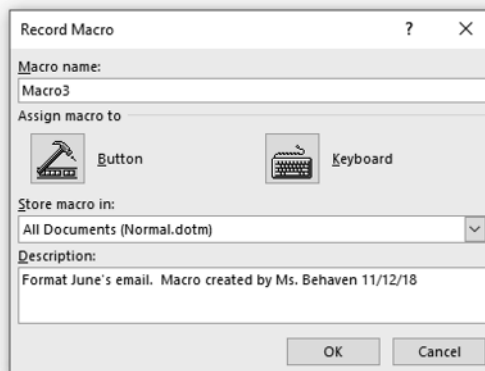 Record Macro
?
Macro name:
Macro3
Assign macro to
Button Keyboard
Store macro in:
All Documents (Normal.dotm)
Description:
Format June's email. Macro created by Ms. Behaven 11/12/18
OK Cancel